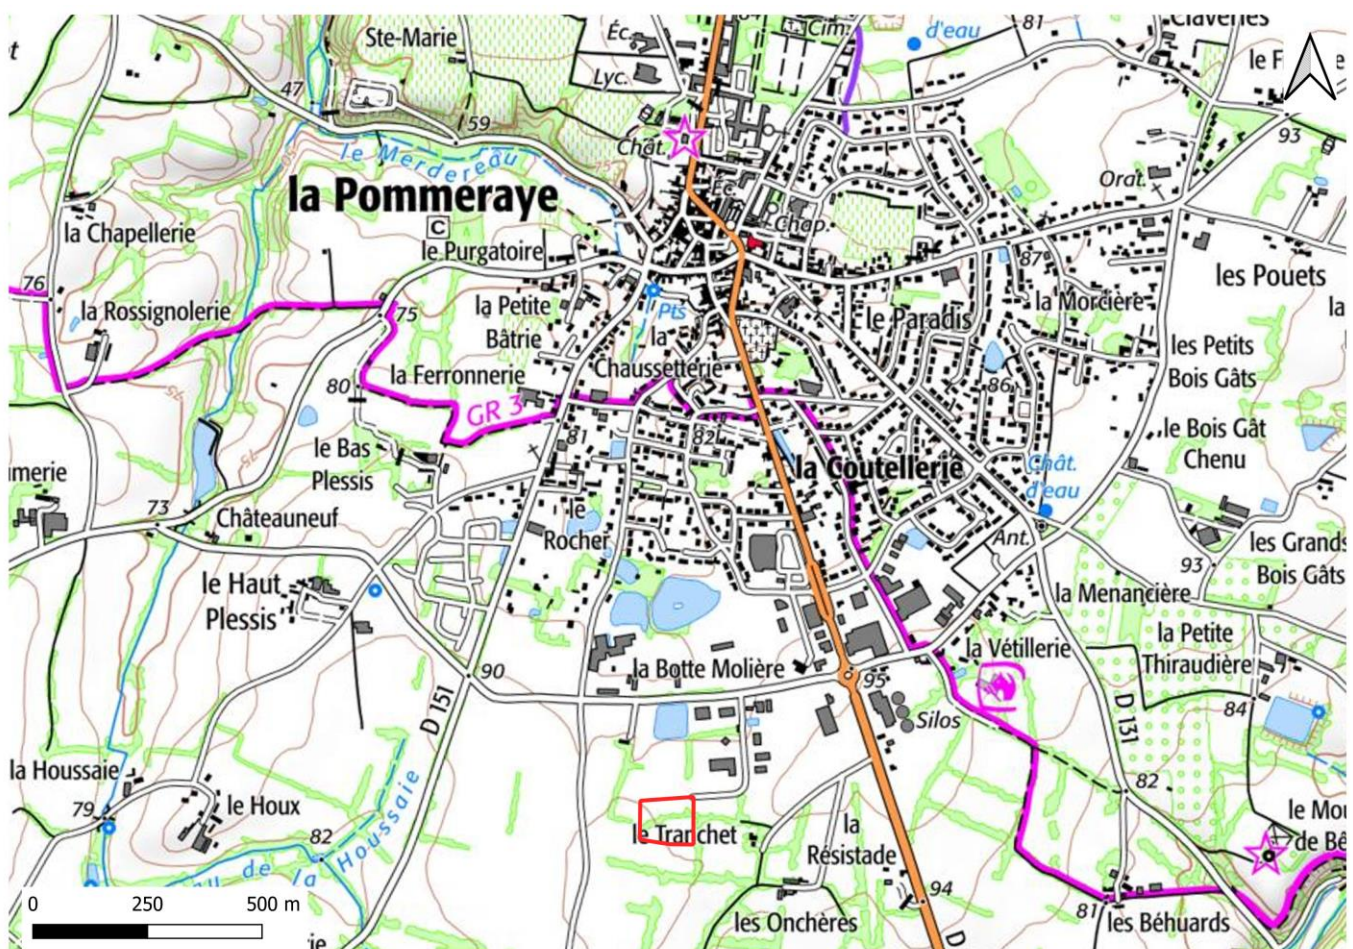 81
Claveries
d'eau
Cim.
Éc.
Ste-Marie
Lyc.
47
59
93
le Merdereau
75
Chât.
Orat.
la Pommeraye
Éc.
Chap.
C
la Chapellerie
le Purgatoire
87
76
les Pouets
la Rossignolerie
la Petite
Bâtrie
Pts
la Morcière
la
75
le Paradis
la
Chaussetterie
les Petits
Bois Gâts
80
la Ferronnerie
86
GR 3
81
82
le Bois Gât
Chenu
le Bas
Plessis
la Coutellerie
Chât.
d'eau
75
75
umerie
73
Châteauneuf
le
Rocher
Ant.
les Grands
Bois Gâts
93
le Haut
Plessis
la Menancière
la Petite
Thiraudière
la Vétillerie
90
la Botte Molière
95
84
D 151
Silos
D 131
la Houssaie
79
le Houx
82
82
le Tranchet
la
Résistade
le Mou
de Bê
de la Houssaie
94
0
250
500 m
les Onchères
81
les Béhuards
D